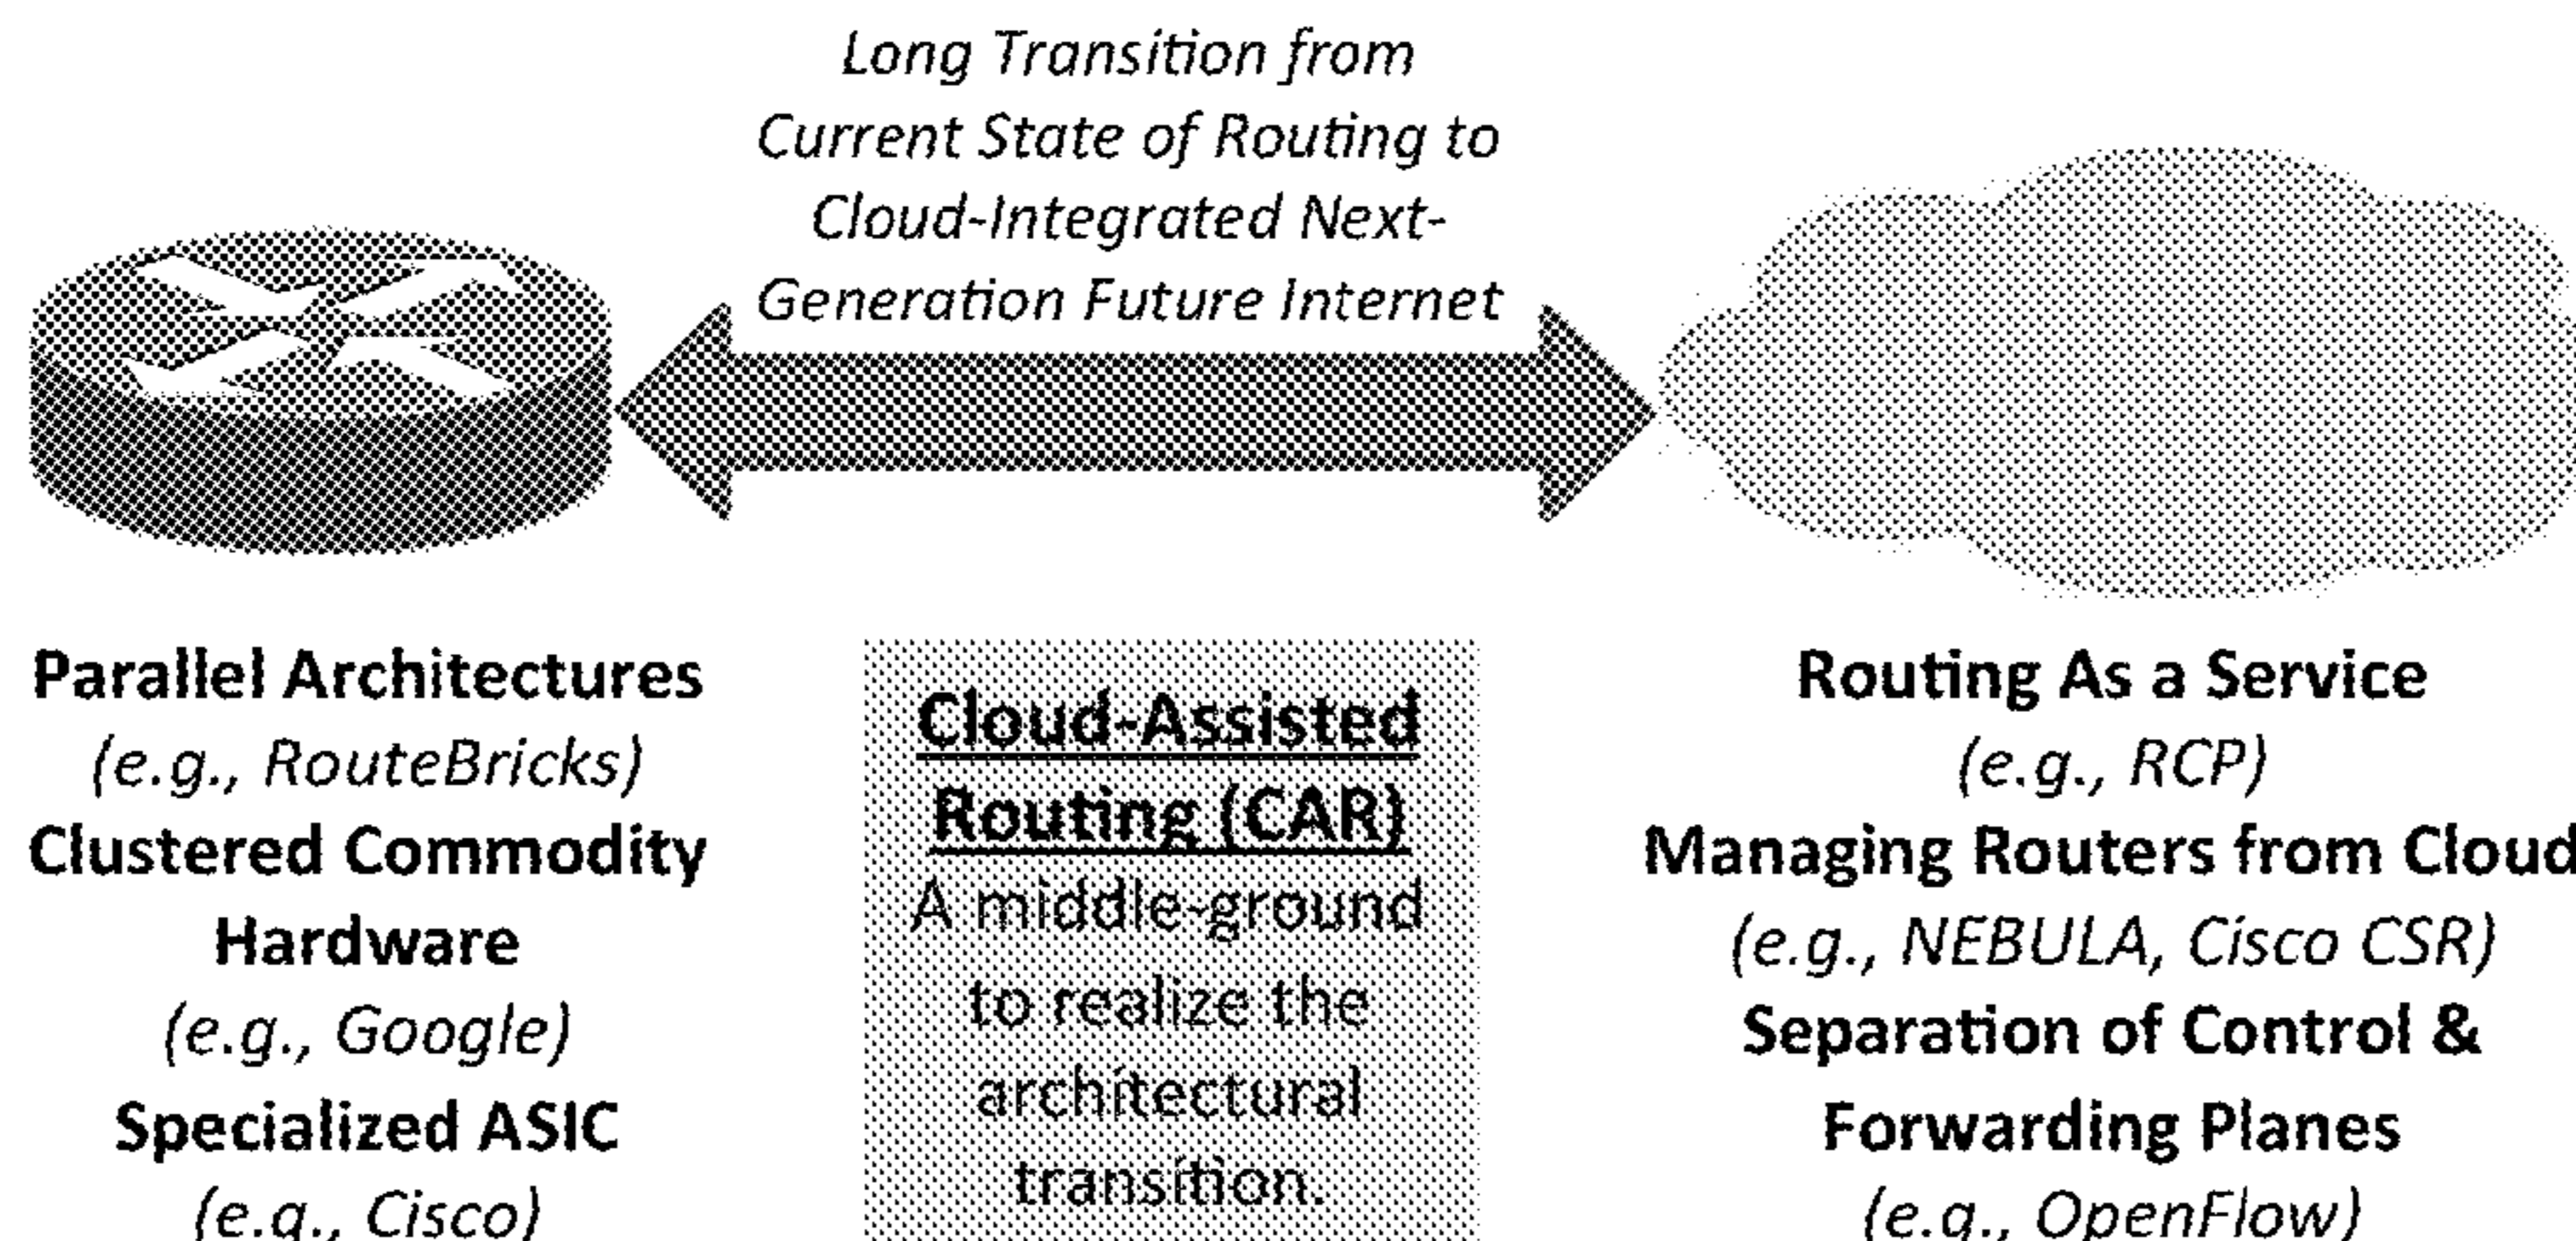 Long Transition from
Current State of Routing to
Cloud-Integrated Next-
Generation Future Internet
Parallel Architectures
(e.g., RouteBricks)
Clustered Commodity
Hardware
(e.g., Google)
Specialized ASIC
(e.g., Cisco)
Cloud-Assisted
Routing (CAR)
A middle-ground
to realize the
architectural
transition.
Routing As a Service
(e.g., RCP)
Managing Routers from Cloud
(e.g., NEBULA, Cisco CSR)
Separation of Control &
Forwarding Planes
(e.g., OpenFlow)